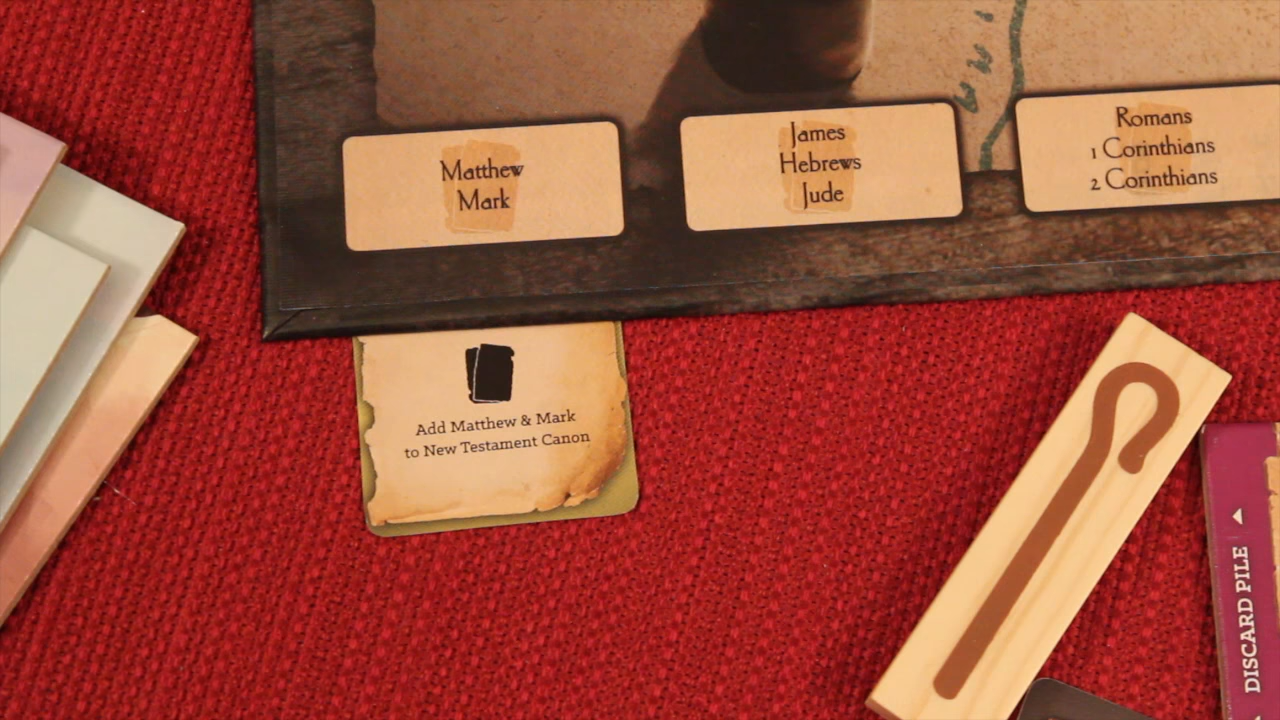 Matthew
Mark
James
Hebrews
Jude
Romans
1 Corinthians
2 Corinthians
Add Matthew & Mark
to New Testament Canon
DISCARD PILE